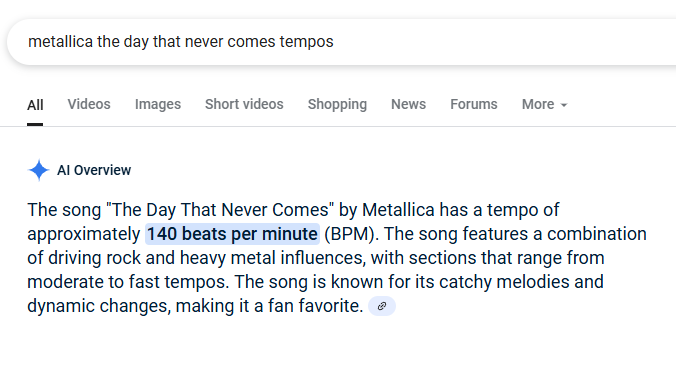 metallica the day that never comes tempos
All Videos Images Short videos Shopping News Forums More
AI Overview
The song "The Day That Never Comes" by Metallica has a tempo of
approximately 140 beats per minute (BPM). The song features a combination
of driving rock and heavy metal influences, with sections that range from
moderate to fast tempos. The song is known for its catchy melodies and
dynamic changes, making it a fan favorite.